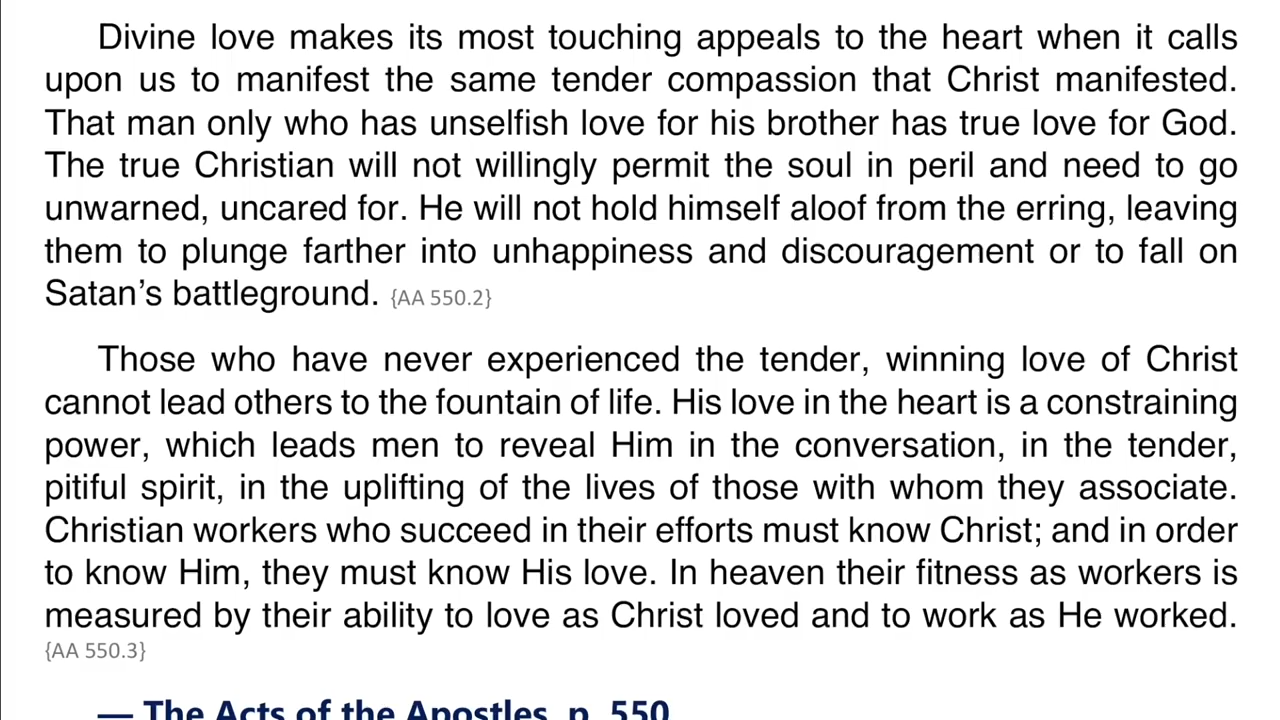 Divine love makes its most touching appeals to the heart when it calls
upon us to manifest the same tender compassion that Christ manifested.
That man only who has unselfish love for his brother has true love for God.
The true Christian will not willingly permit the soul in peril and need to go
unwarned, uncared for. He will not hold himself aloof from the erring, leaving
them to plunge farther into unhappiness and discouragement or to fall on
Satan’s battleground. {AA 550.2}
Those who have never experienced the tender, winning love of Christ
cannot lead others to the fountain of life. His love in the heart is a constraining
power, which leads men to reveal Him in the conversation, in the tender,
pitiful spirit, in the uplifting of the lives of those with whom they associate.
Christian workers who succeed in their efforts must know Christ; and in order
to know Him, they must know His love. In heaven their fitness as workers is
measured by their ability to love as Christ loved and to work as He worked.
{AA 550.3}
— The Acts of the Apostles, p. 550